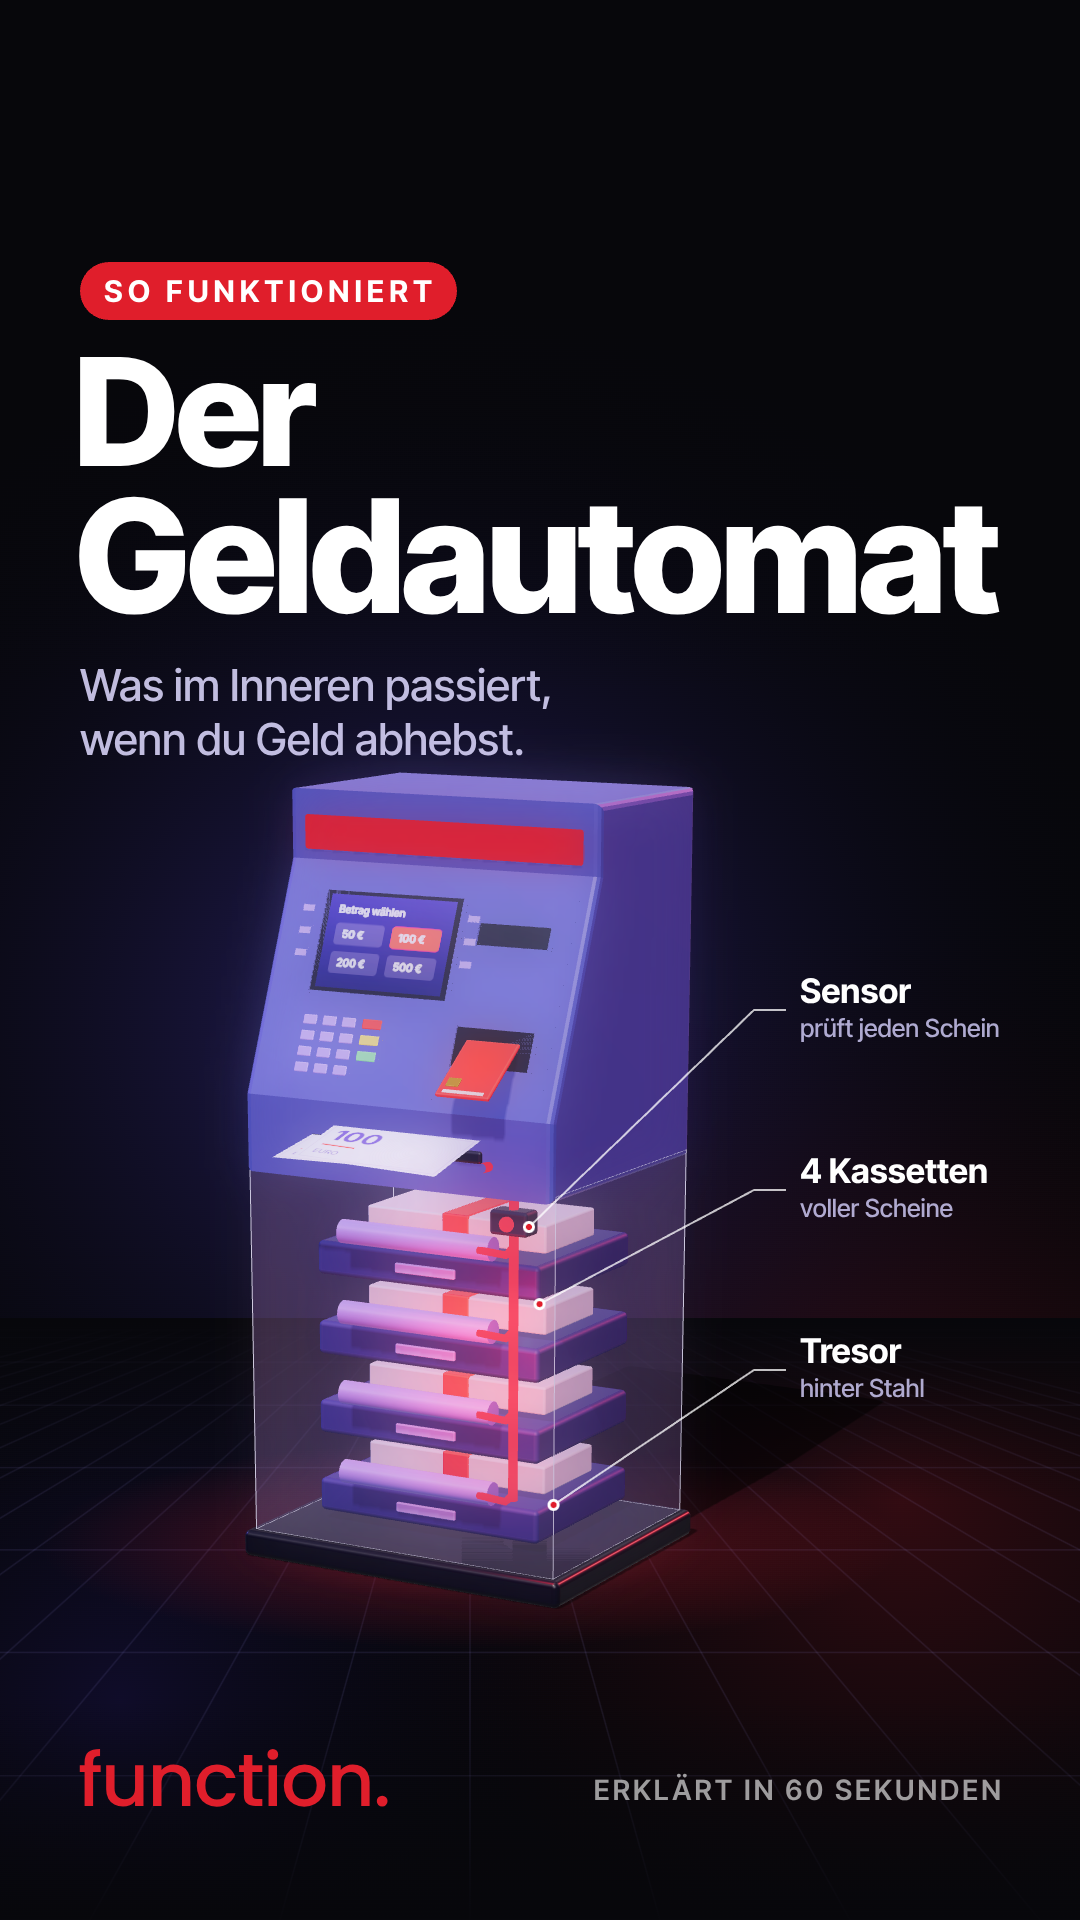 SO FUNKTIONIERT
Der
Geldautomat
Was im Inneren passiert,
wenn du Geld abhebst.
Betrag wählen
50 €
100 €
200 €
500 €
Sensor
prüft jeden Schein
100
EURO
4 Kassetten
voller Scheine
Tresor
hinter Stahl
function.
ERKLÄRT IN 60 SEKUNDEN